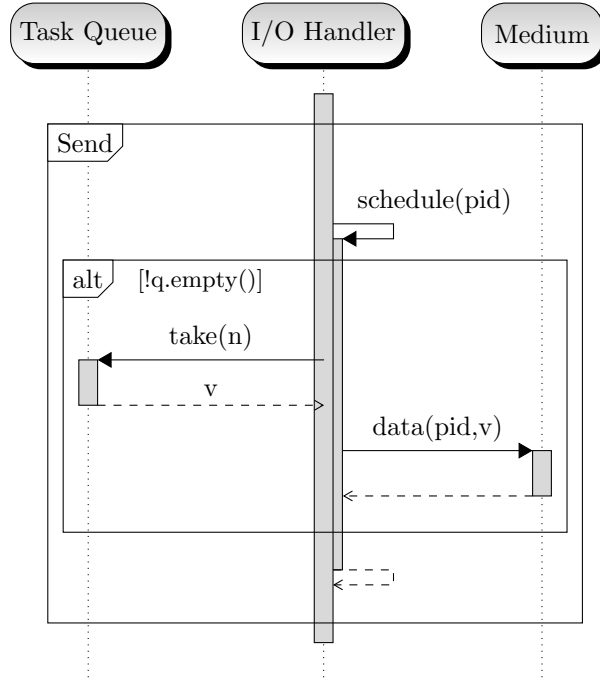 Task Queue
I/O Handler
Medium
Send
schedule(pid)
alt
[!q.empty()]
take(n)
v
data(pid,v)